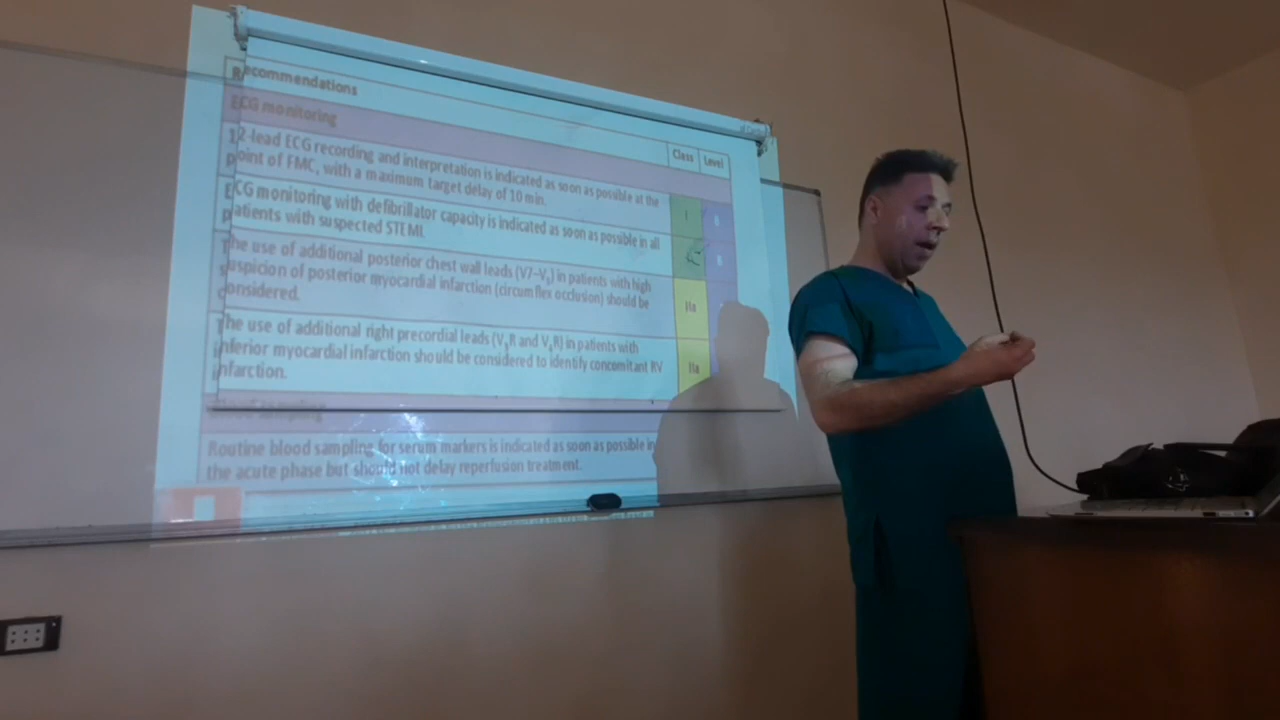 Recommendations
Class Level
ECG monitoring
12-lead ECG recording and interpretation is indicated as soon as possible at the
point of FMC, with a maximum target delay of 10 min.
I B
ECG monitoring with defibrillator capacity is indicated as soon as possible in all
patients with suspected STEMI.
B
The use of additional posterior chest wall leads (V7–V9) in patients with high
suspicion of posterior myocardial infarction (circumflex occlusion) should be
considered.
IIa
The use of additional right precordial leads (V3R and V4R) in patients with
inferior myocardial infarction should be considered to identify concomitant RV
infarction.
IIa
Routine blood sampling for serum markers is indicated as soon as possible in
the acute phase but should not delay reperfusion treatment.